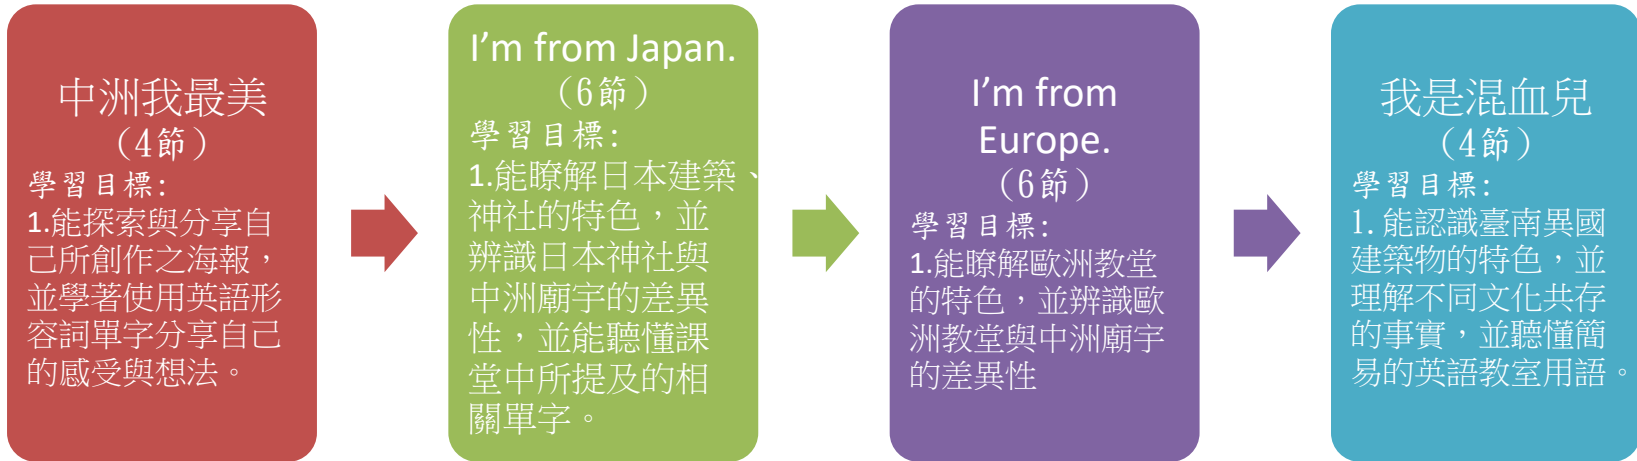 中洲我最美
(4節)
學習目標:
1.能探索與分享自
己所創作之海報，
並學著使用英語形
容詞單字分享自己
的感受與想法。
I’m from Japan.
(6節)
學習目標:
1.能瞭解日本建築、
神社的特色，並
辨識日本神社與
中洲廟宇的差異
性，並能聽懂課
堂中所提及的相
關單字。
I’m from
Europe.
(6節)
學習目標:
1.能瞭解歐洲教堂
的特色，並辨識歐
洲教堂與中洲廟宇
的差異性
我是混血兒
(4節)
學習目標:
1.能認識臺南異國
建築物的特色，並
理解不同文化共存
的事實，並聽懂簡
易的英語教室用語。